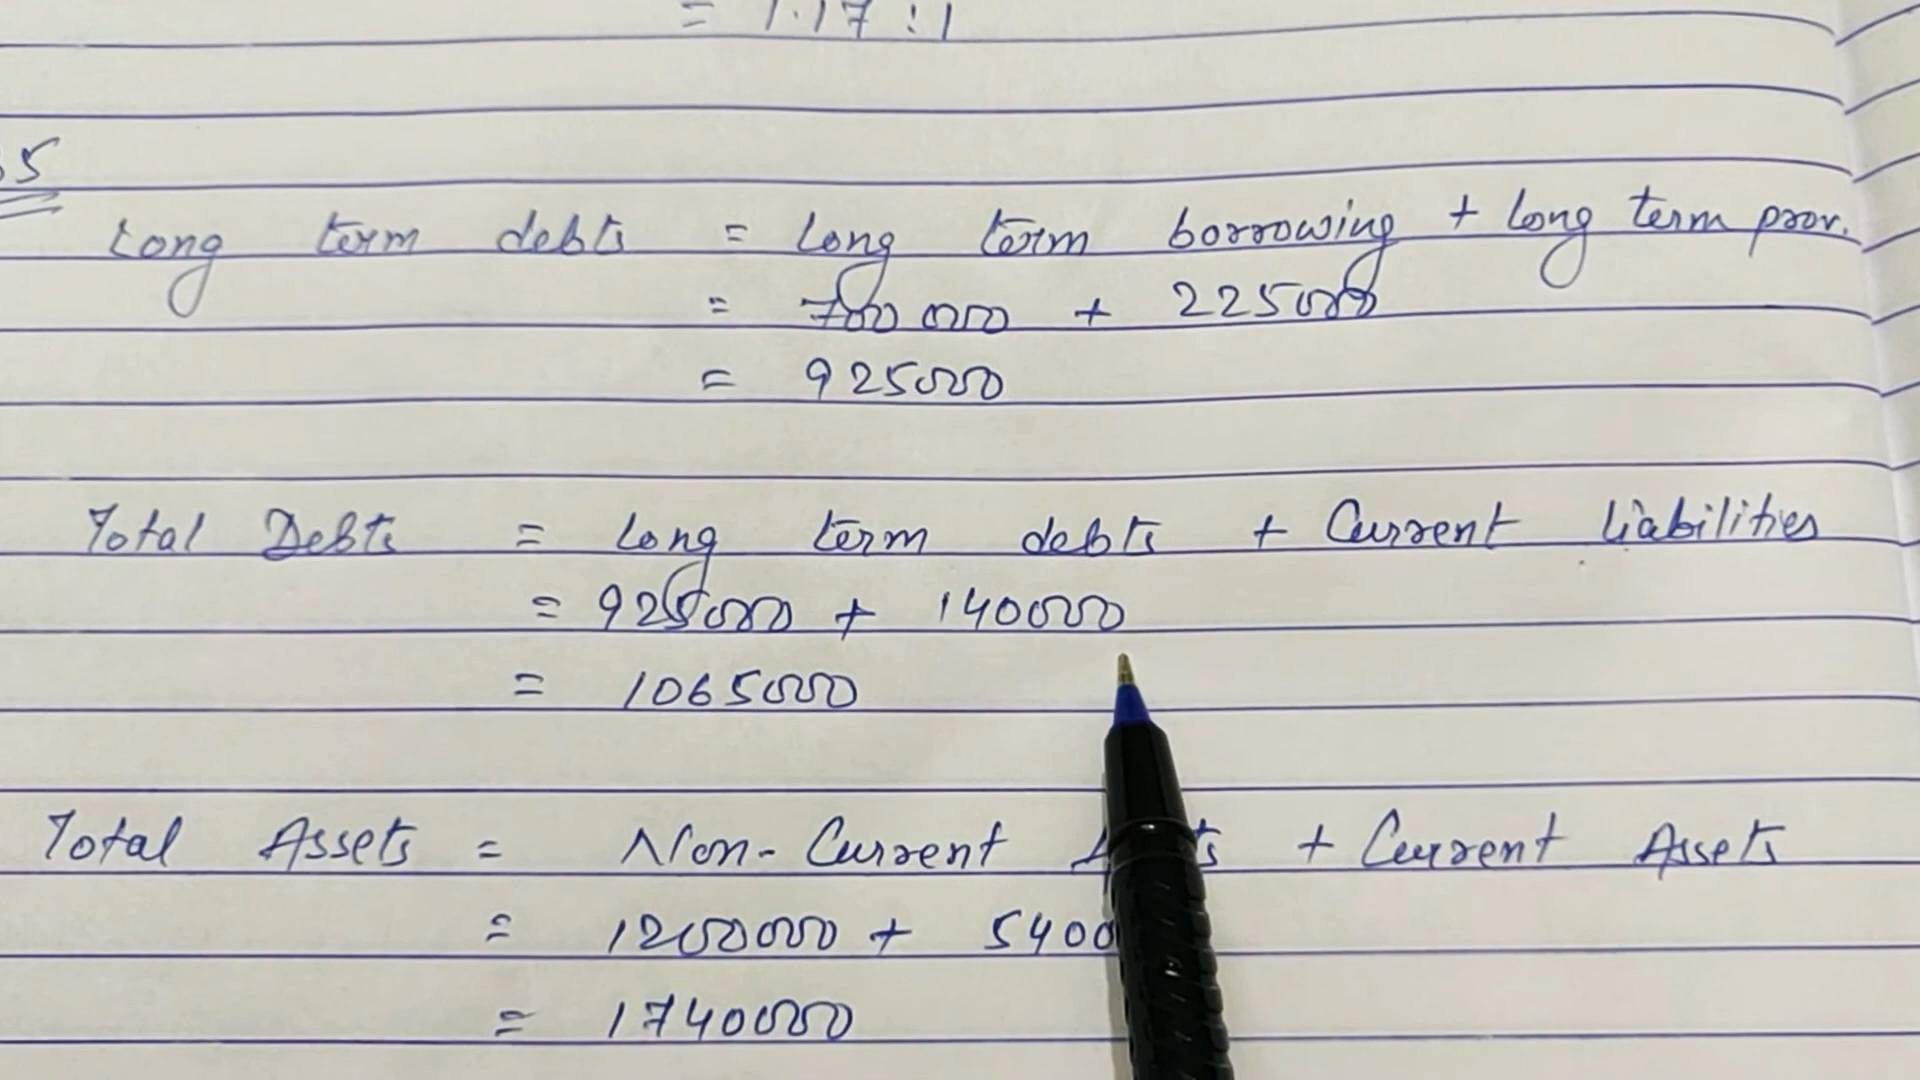 = 1.17 : 1
35
Long term debts = Long term borrowing + Long term prov.
= 700000 + 225000
= 925000
Total Debts = Long term debts + Current liabilities
= 925000 + 140000
= 1065000
Total Assets = Non-Current + Current Assets
= 1200000 + 5400
= 1740000